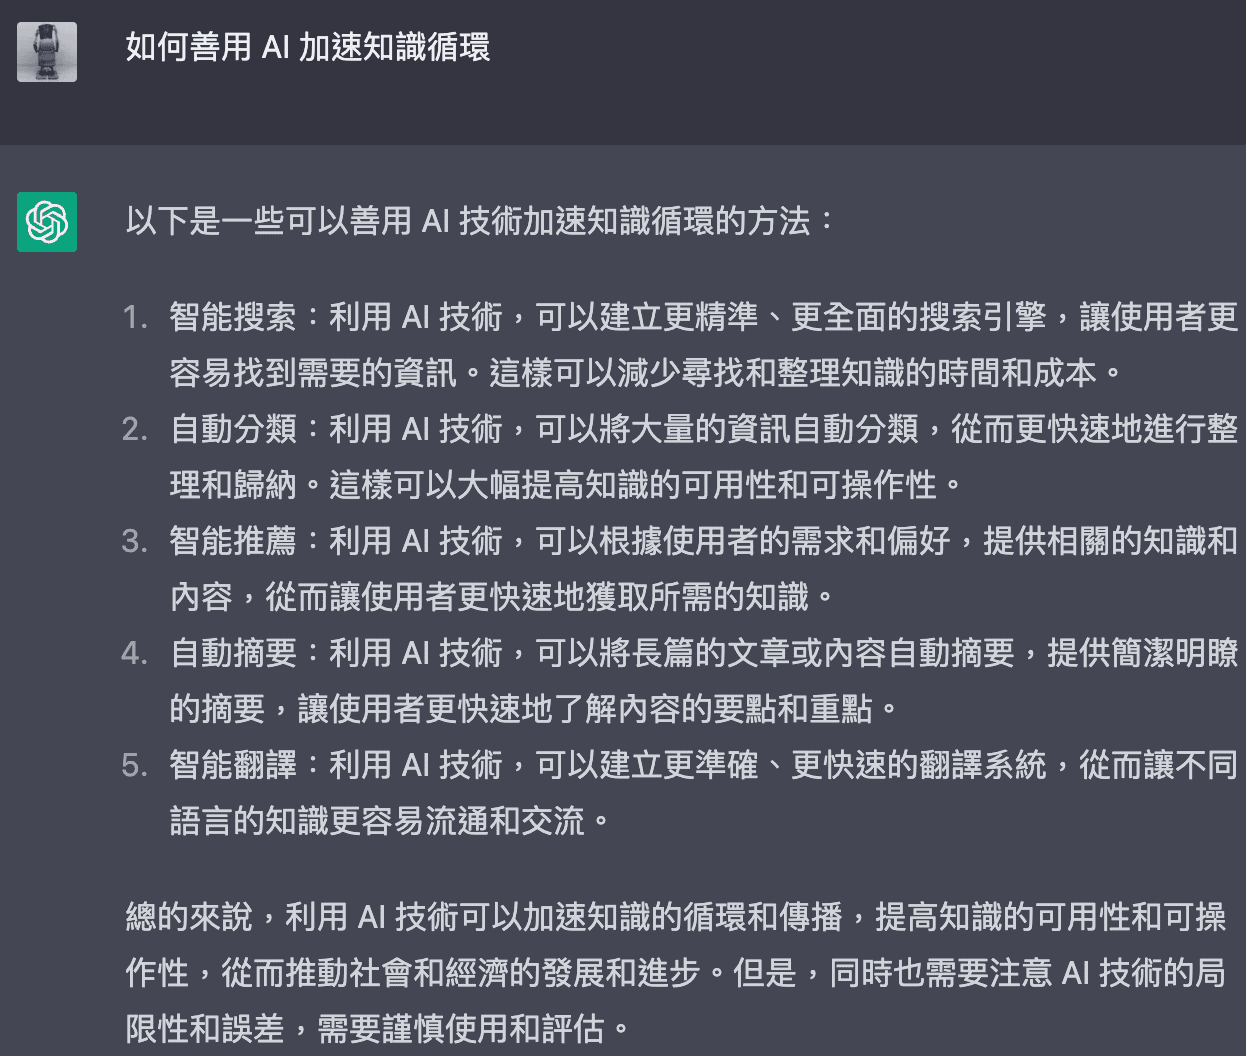 如何善用 AI 加速知識循環
以下是一些可以善用 AI 技術加速知識循環的方法：
1. 智能搜索：利用 AI 技術，可以建立更精準、更全面的搜索引擎，讓使用者更
容易找到需要的資訊。這樣可以減少尋找和整理知識的時間和成本。
2. 自動分類：利用 AI 技術，可以將大量的資訊自動分類，從而更快速地進行整
理和歸納。這樣可以大幅提高知識的可用性和可操作性。
3. 智能推薦：利用 AI 技術，可以根據使用者的需求和偏好，提供相關的知識和
內容，從而讓使用者更快速地獲取所需的知識。
4. 自動摘要：利用 AI 技術，可以將長篇的文章或內容自動摘要，提供簡潔明瞭
的摘要，讓使用者更快速地了解內容的要點和重點。
5. 智能翻譯：利用 AI 技術，可以建立更準確、更快速的翻譯系統，從而讓不同
語言的知識更容易流通和交流。
總的來說，利用 AI 技術可以加速知識的循環和傳播，提高知識的可用性和可操
作性，從而推動社會和經濟的發展和進步。但是，同時也需要注意 AI 技術的局
限性和誤差，需要謹慎使用和評估。